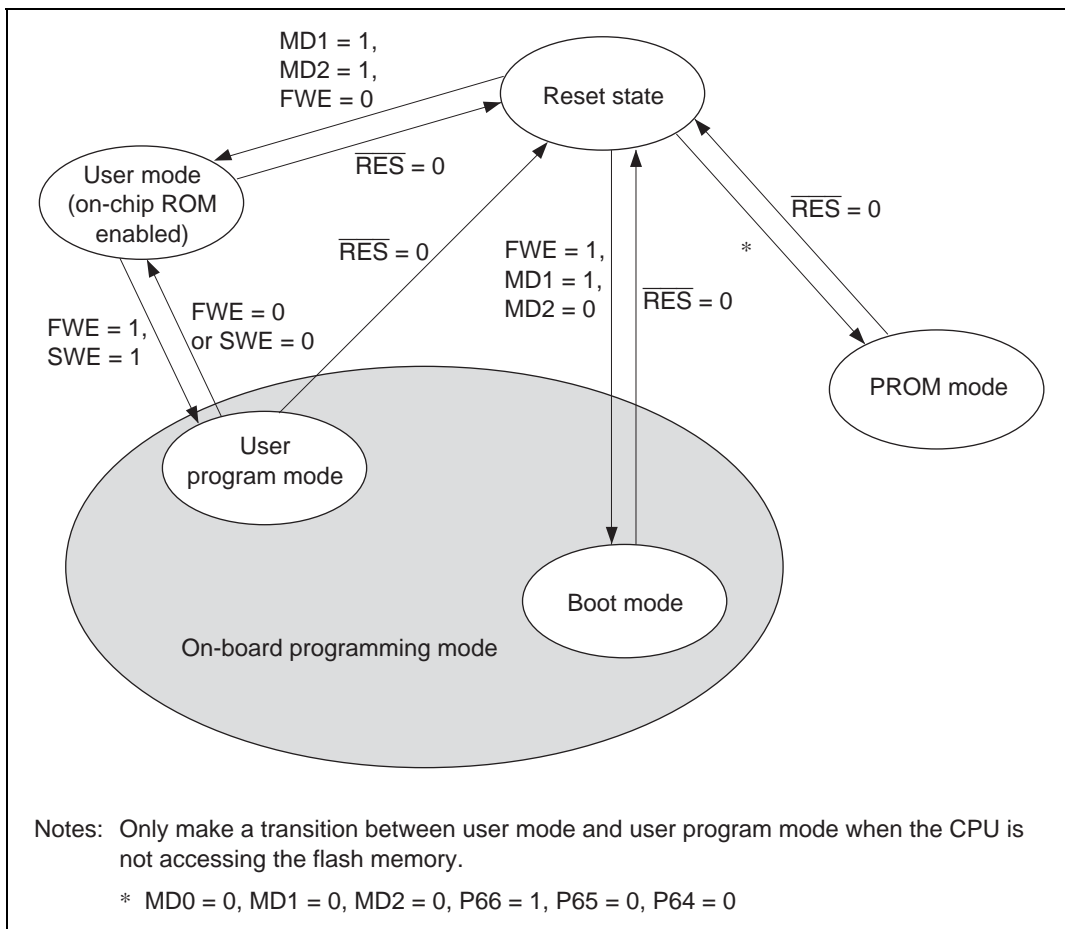 MD1 = 1,
MD2 = 1,
FWE = 0
Reset state
RES = 0
User mode
(on-chip ROM
enabled)
RES = 0
RES = 0
*
FWE = 1,
MD1 = 1,
MD2 = 0
RES = 0
FWE = 0
or SWE = 0
FWE = 1,
SWE = 1
PROM mode
User
program mode
Boot mode
On-board programming mode
Notes: Only make a transition between user mode and user program mode when the CPU is
not accessing the flash memory.
* MD0 = 0, MD1 = 0, MD2 = 0, P66 = 1, P65 = 0, P64 = 0